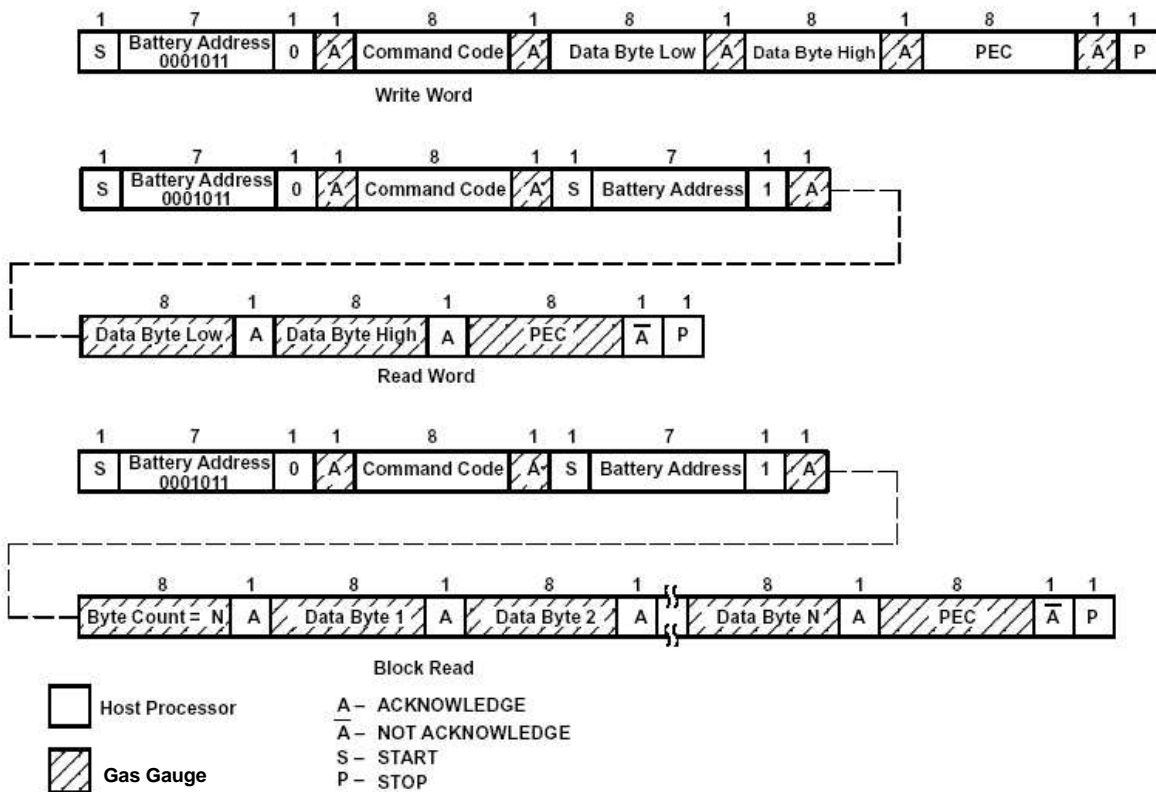 1 7 1 1 8 1 8 1 8 1 8 1 1
S Battery Address 0001011 0 A Command Code A Data Byte Low A Data Byte High A PEC A P
Write Word
1 7 1 1 8 1 1 7 1 1
S Battery Address 0001011 0 A Command Code A S Battery Address 1 A
8 1 8 1 8 1 1
Data Byte Low A Data Byte High A PEC A̅ P
Read Word
1 7 1 1 8 1 1 7 1 1
S Battery Address 0001011 0 A Command Code A S Battery Address 1 A
8 1 8 1 8 1 8 1 8 1 1
Byte Count = N A Data Byte 1 A Data Byte 2 A Data Byte N A PEC A̅ P
Block Read
Host Processor
Gas Gauge
A – ACKNOWLEDGE
A̅ – NOT ACKNOWLEDGE
S – START
P – STOP